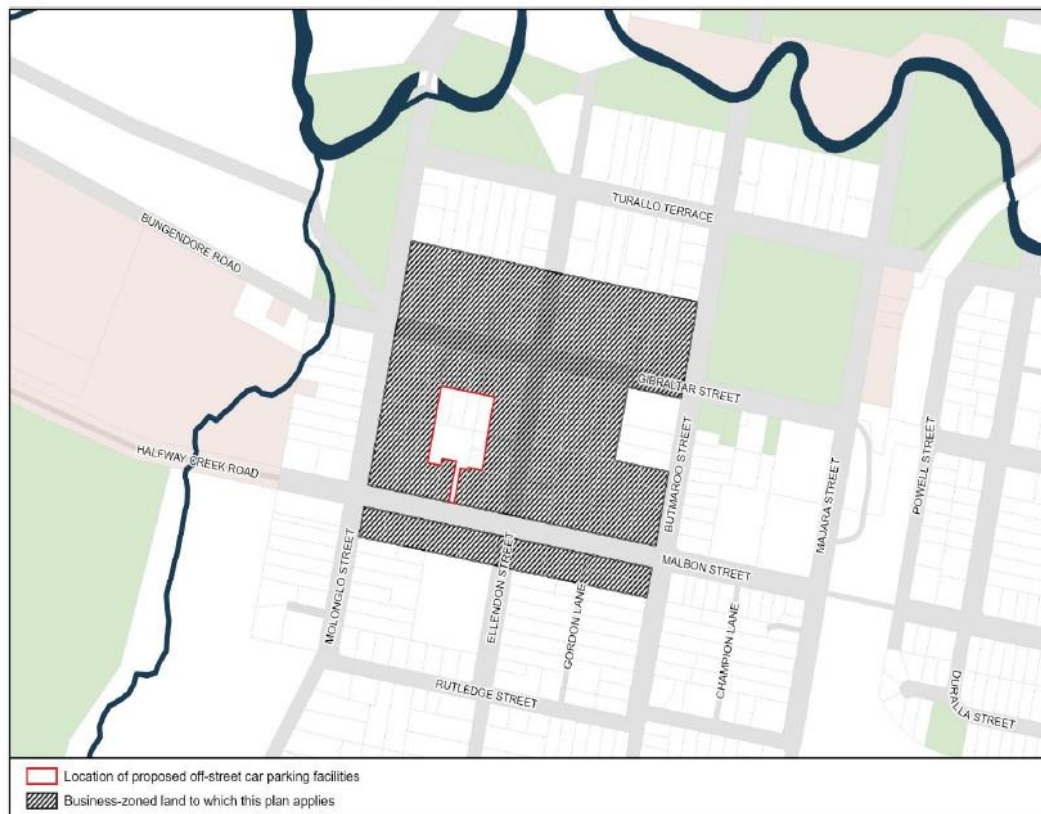 TURALLO TERRACE
BUNGENDORE ROAD
GIBRALTAR STREET
HALFWAY CREEK ROAD
MOLONGLO STREET
ELLENDON STREET
GORDON LANE
BUTMAROO STREET
MALBON STREET
CHAMPION LANE
MAJARA STREET
POWELL STREET
RUTLEDGE STREET
DURALLA STREET
Location of proposed off-street car parking facilities
Business-zoned land to which this plan applies